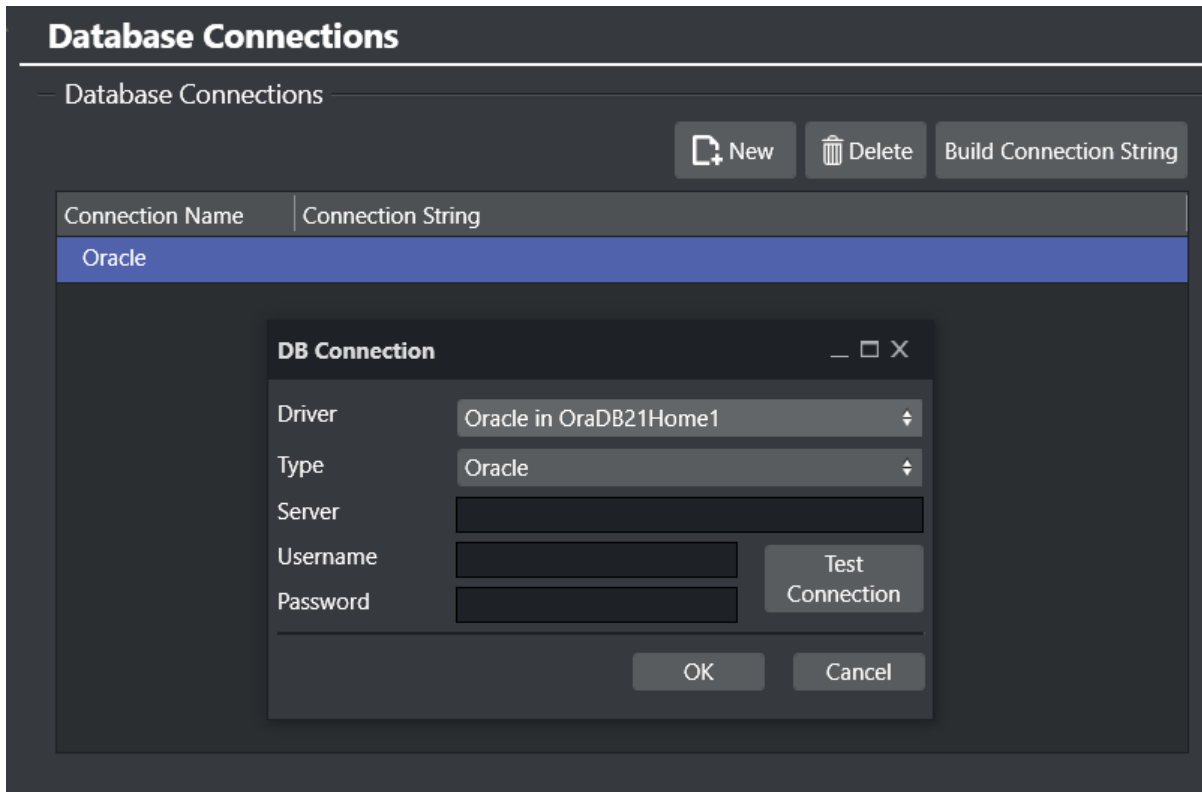 Database Connections
Database Connections
New Delete Build Connection String
Connection Name Connection String
Oracle
DB Connection
Driver Oracle in OraDB21Home1
Type Oracle
Server
Username
Test
Connection
Password
OK Cancel